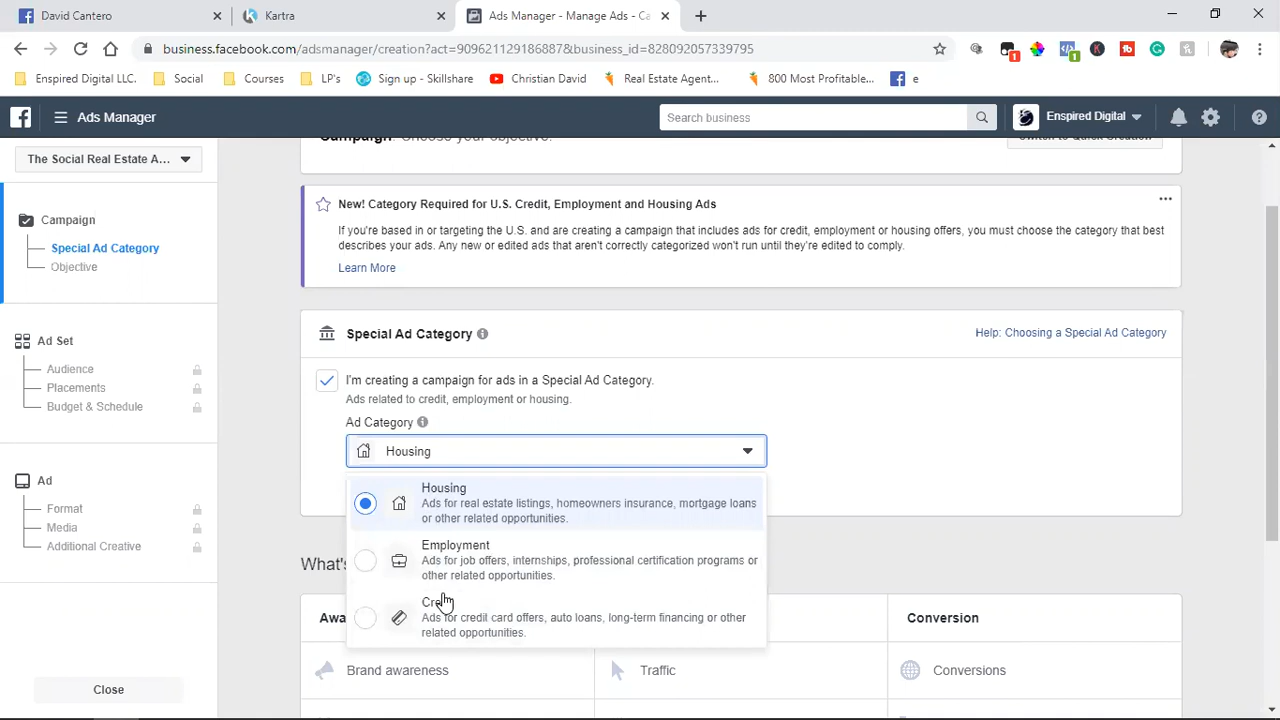 David Cantero
Kartra
Ads Manager - Manage Ads - Ca
business.facebook.com/adsmanager/creation?act=909621129186887&business_id=828092057339795
Enspired Digital LLC.
Social
Courses
LP's
Sign up - Skillshare
Christian David
Real Estate Agent...
800 Most Profitable...
e
Ads Manager
Search business
Enspired Digital
The Social Real Estate A...
Campaign: Choose your objective.
Switch to Quick Creation
New! Category Required for U.S. Credit, Employment and Housing Ads
If you're based in or targeting the U.S. and are creating a campaign that includes ads for credit, employment or housing offers, you must choose the category that best
describes your ads. Any new or edited ads that aren't correctly categorized won't run until they're edited to comply.
Learn More
Campaign
Special Ad Category
Objective
Ad Set
Audience
Placements
Budget & Schedule
Ad
Format
Media
Additional Creative
Close
Special Ad Category
Help: Choosing a Special Ad Category
I'm creating a campaign for ads in a Special Ad Category.
Ads related to credit, employment or housing.
Ad Category
Housing
Housing
Ads for real estate listings, homeowners insurance, mortgage loans
or other related opportunities.
Employment
Ads for job offers, internships, professional certification programs or
other related opportunities.
Ads for credit card offers, auto loans, long-term financing or other
related opportunities.
What's
Conversion
Brand awareness
Traffic
Conversions